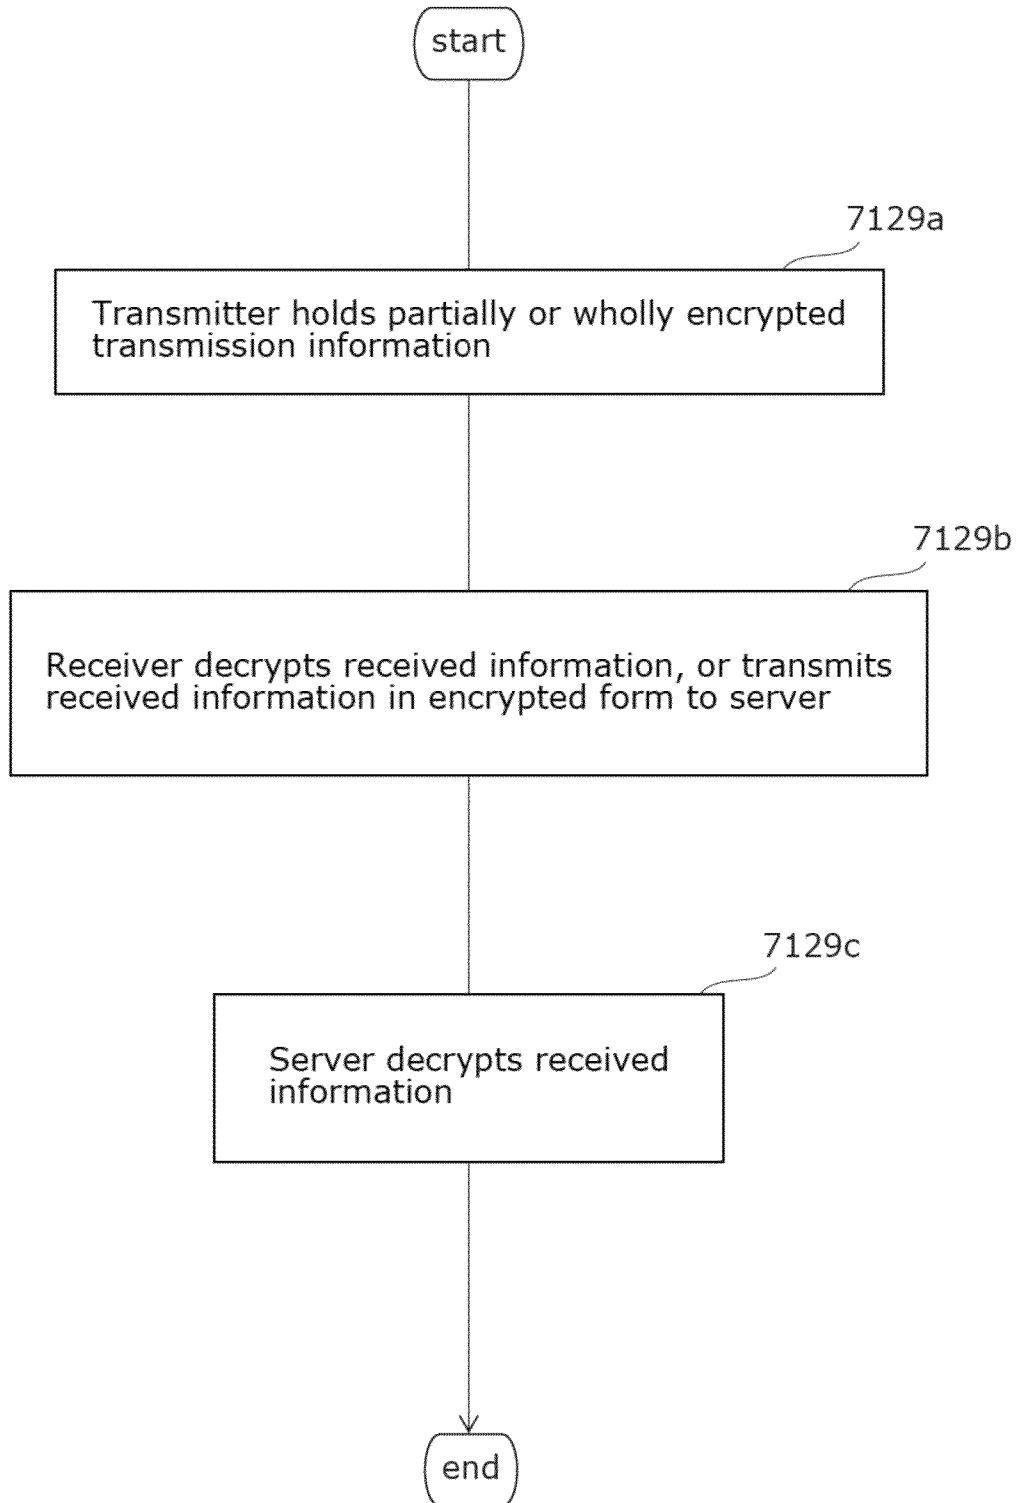 start
7129a
Transmitter holds partially or wholly encrypted
transmission information
7129b
Receiver decrypts received information, or transmits
received information in encrypted form to server
7129c
Server decrypts received
information
end